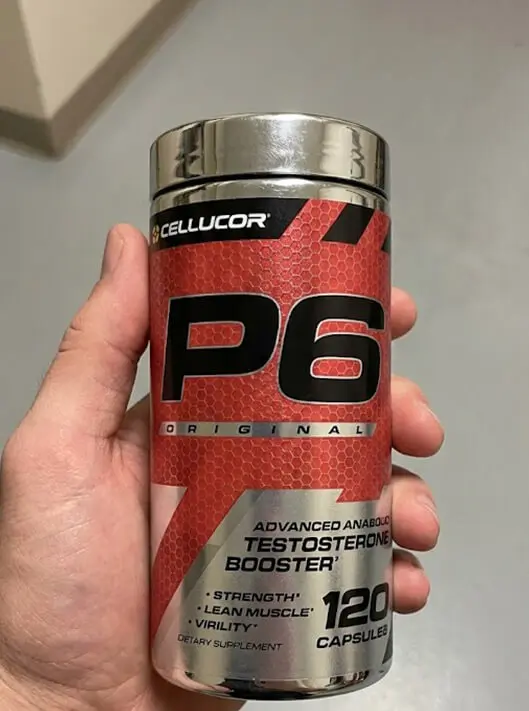 CELLUCOR®
P6
ORIGINAL
ADVANCED ANABOLIC
TESTOSTERONE
BOOSTER†
• STRENGTH†
• LEAN MUSCLE†
• VIRILITY†
120
CAPSULES
DIETARY SUPPLEMENT